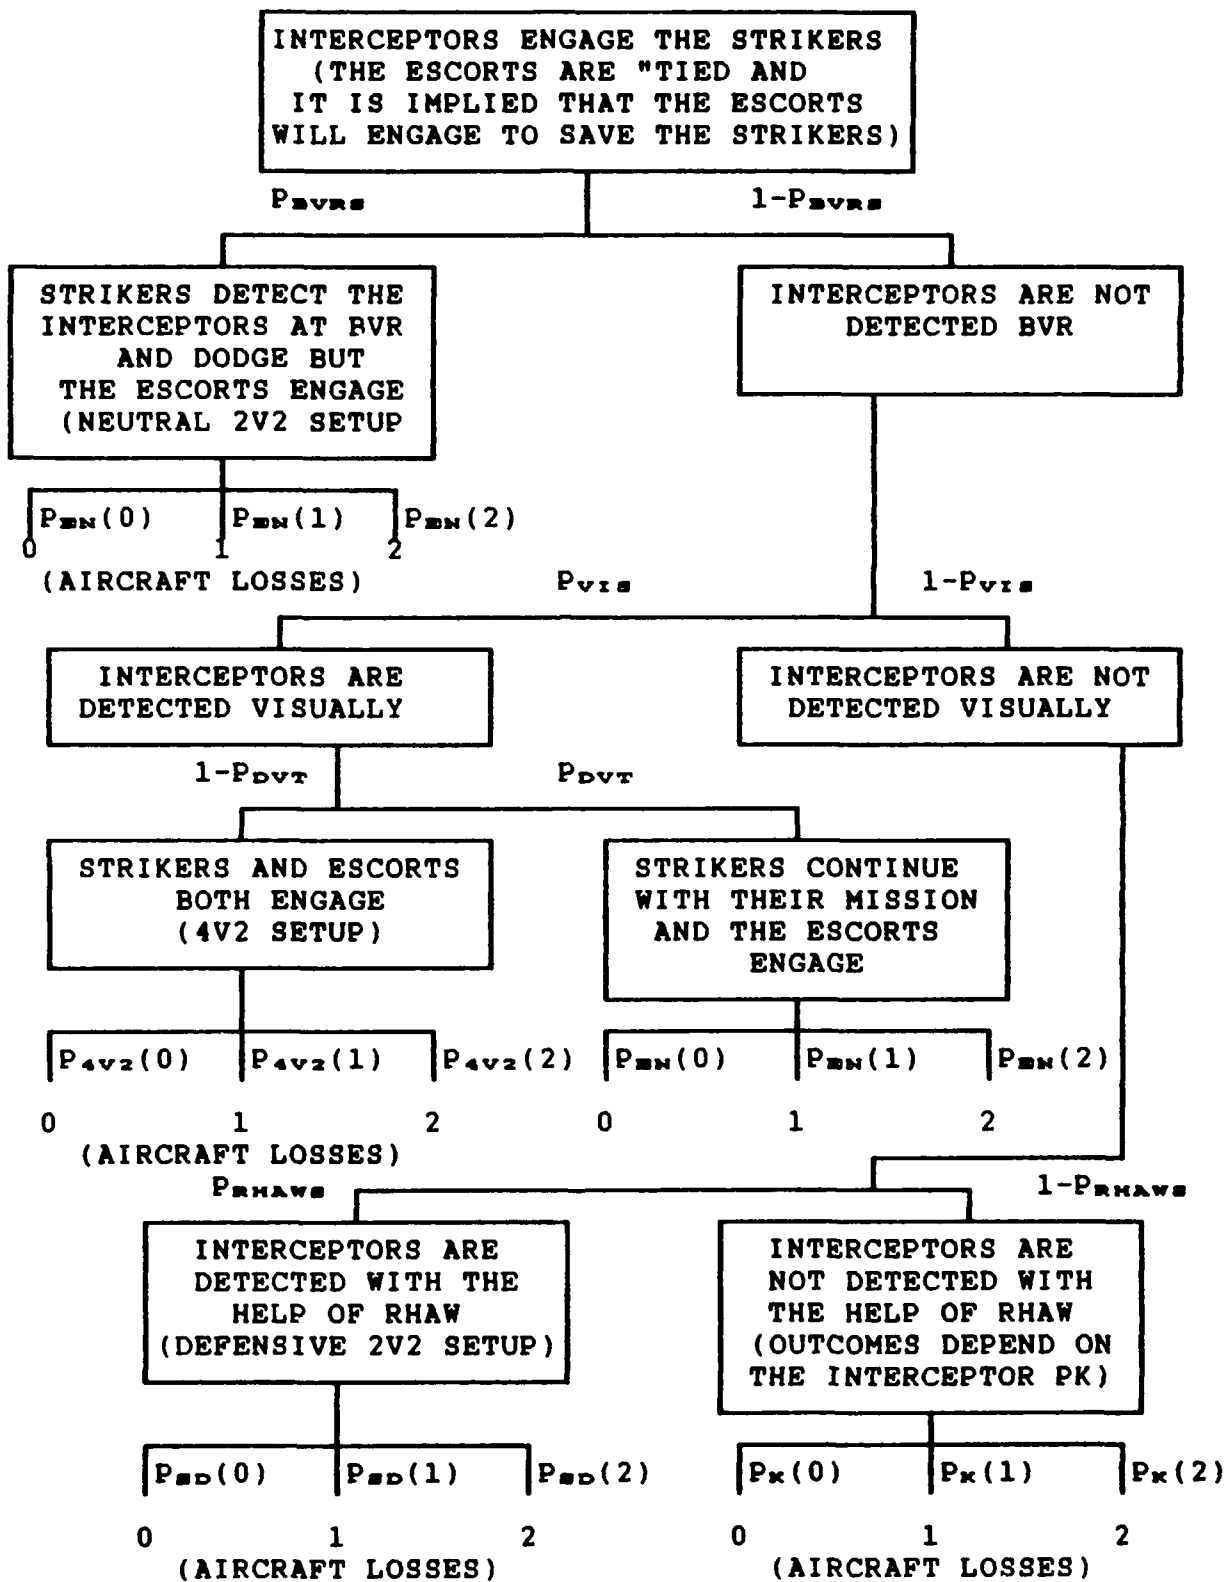 INTERCEPTORS ENGAGE THE STRIKERS
(THE ESCORTS ARE "TIED AND
IT IS IMPLIED THAT THE ESCORTS
WILL ENGAGE TO SAVE THE STRIKERS)
PBVRS 1-PBVRS
STRIKERS DETECT THE
INTERCEPTORS AT BVR
AND DODGE BUT
THE ESCORTS ENGAGE
(NEUTRAL 2V2 SETUP
INTERCEPTORS ARE NOT
DETECTED BVR
PEN(0) PEN(1) PEN(2)
0 1 2
(AIRCRAFT LOSSES)
PVIS 1-PVIS
INTERCEPTORS ARE
DETECTED VISUALLY
INTERCEPTORS ARE NOT
DETECTED VISUALLY
1-PDVT PDVT
STRIKERS AND ESCORTS
BOTH ENGAGE
(4V2 SETUP)
STRIKERS CONTINUE
WITH THEIR MISSION
AND THE ESCORTS
ENGAGE
P4V2(0) P4V2(1) P4V2(2) PEN(0) PEN(1) PEN(2)
0 1 2 0 1 2
(AIRCRAFT LOSSES)
PRHAWS 1-PRHAWS
INTERCEPTORS ARE
DETECTED WITH THE
HELP OF RHAW
(DEFENSIVE 2V2 SETUP)
INTERCEPTORS ARE
NOT DETECTED WITH
THE HELP OF RHAW
(OUTCOMES DEPEND ON
THE INTERCEPTOR PK)
PSD(0) PSD(1) PSD(2) PK(0) PK(1) PK(2)
0 1 2 0 1 2
(AIRCRAFT LOSSES) (AIRCRAFT LOSSES)